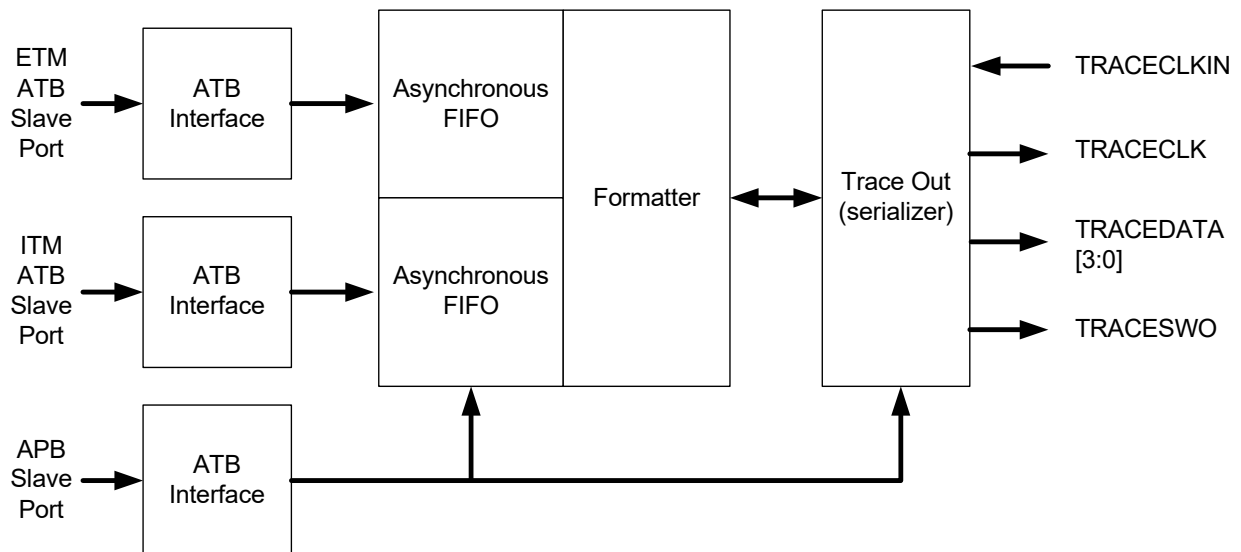 ETM
ATB
Slave
Port
ATB
Interface
Asynchronous
FIFO
Formatter
Trace Out
(serializer)
TRACECLKIN
TRACECLK
TRACEDATA
[3:0]
TRACESWO
ITM
ATB
Slave
Port
ATB
Interface
Asynchronous
FIFO
APB
Slave
Port
ATB
Interface